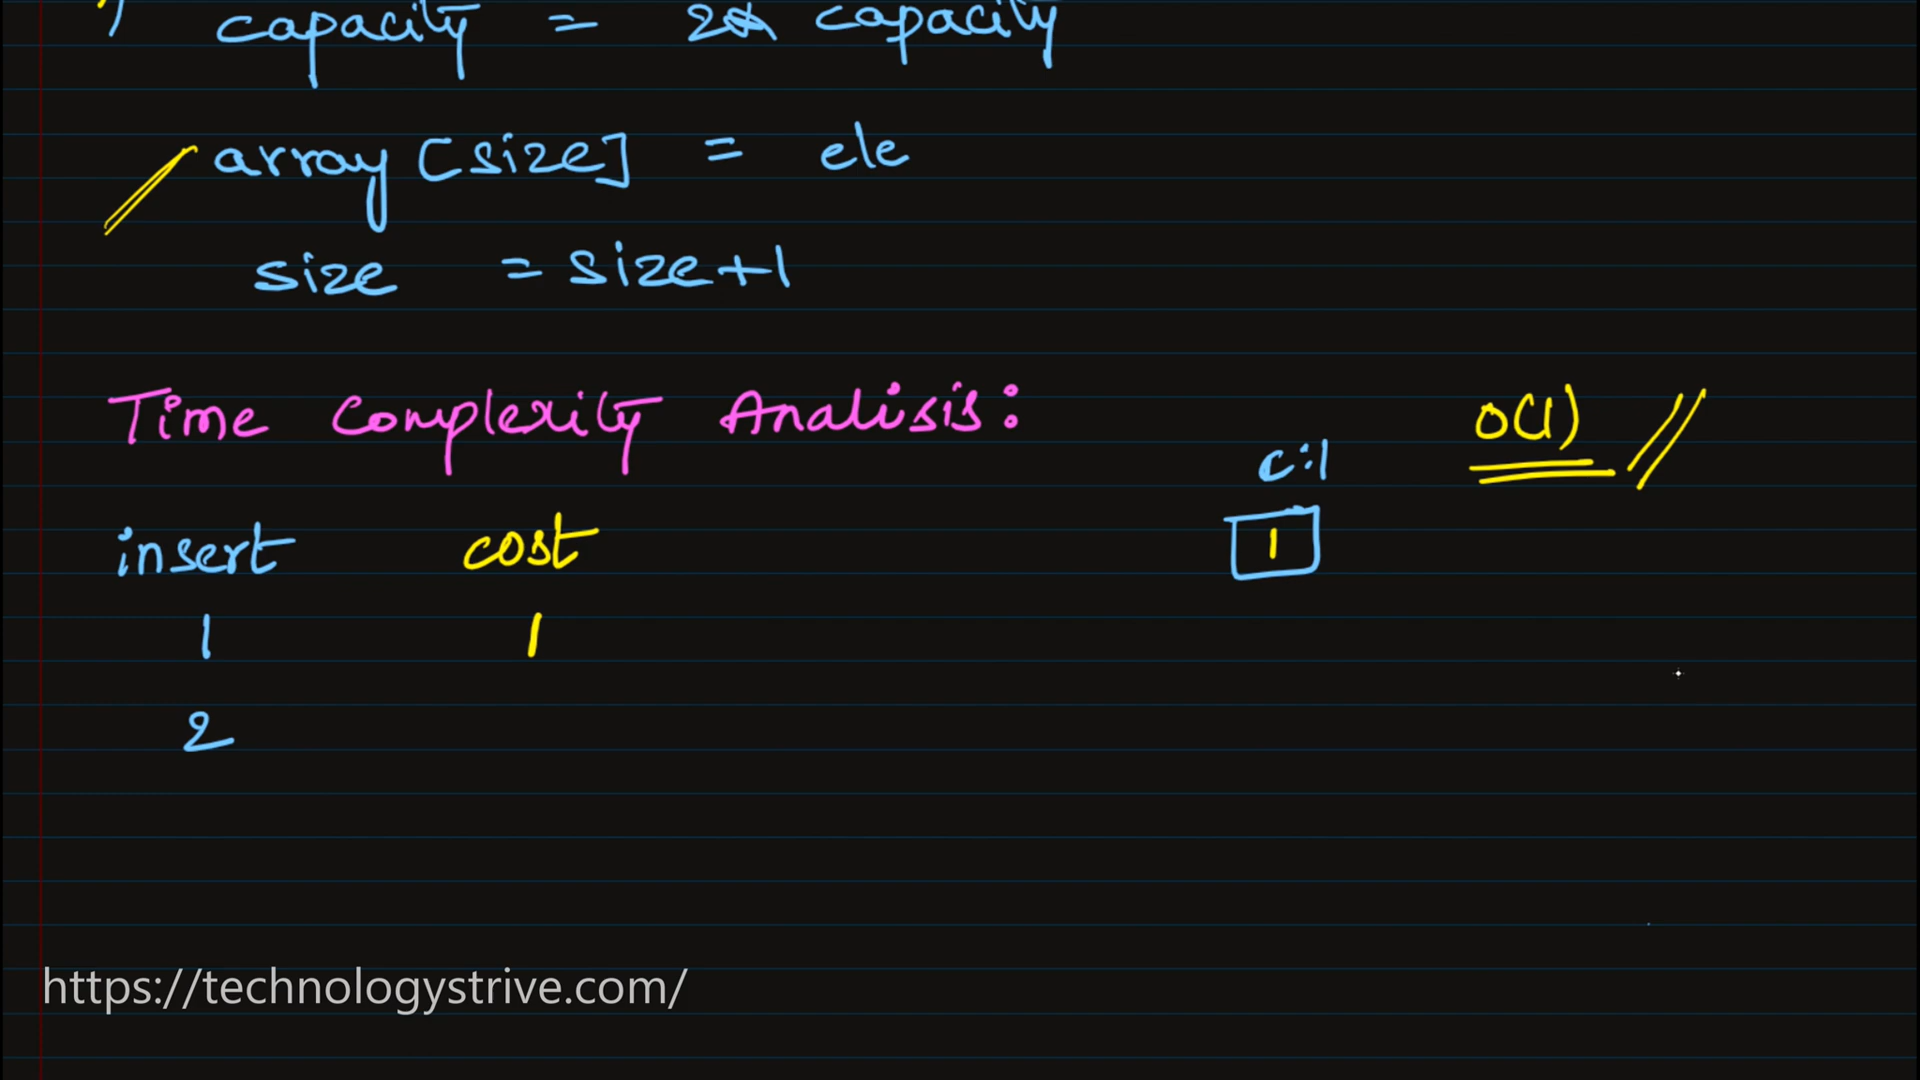 capacity = 2* capacity
array [size] = ele
size = size+1
Time Complexity Analisis:
O(1)
c:1
insert cost
1
1 1
2
https://technologystrive.com/